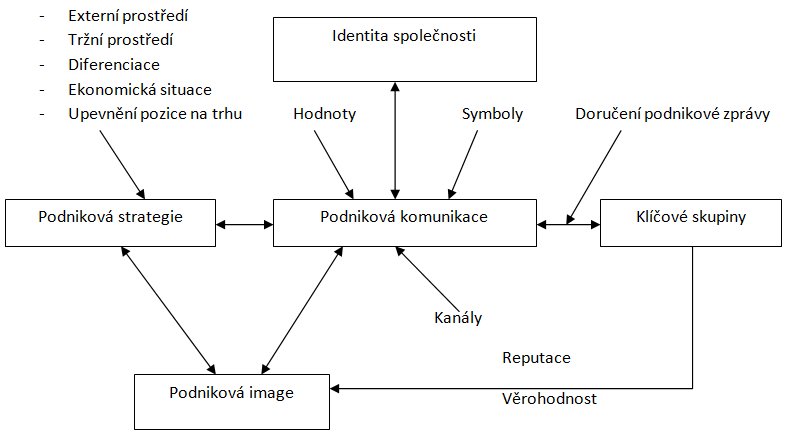 - Externí prostředí
- Tržní prostředí
- Diferenciace
- Ekonomická situace
- Upevnění pozice na trhu
Identita společnosti
Hodnoty
Symboly
Doručení podnikové zprávy
Podniková strategie
Podniková komunikace
Klíčové skupiny
Kanály
Reputace
Podniková image
Věrohodnost